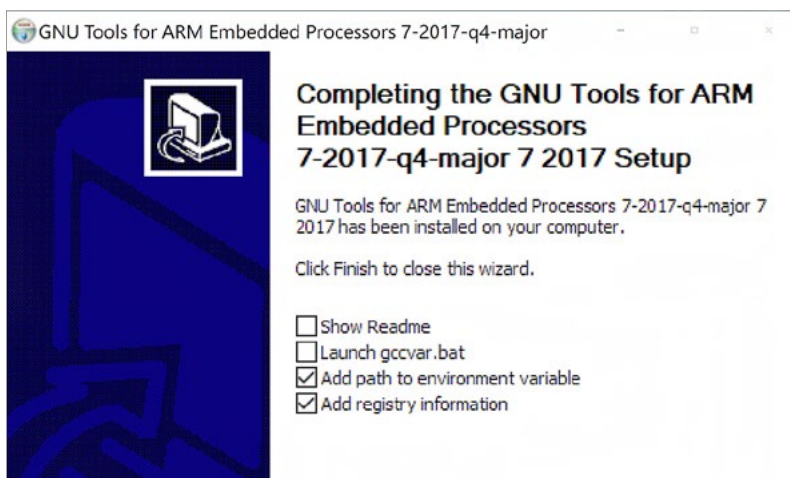 GNU Tools for ARM Embedded Processors 7-2017-q4-major
Completing the GNU Tools for ARM
Embedded Processors
7-2017-q4-major 7 2017 Setup
GNU Tools for ARM Embedded Processors 7-2017-q4-major 7
2017 has been installed on your computer.
Click Finish to close this wizard.
Show Readme
Launch gccvar.bat
Add path to environment variable
Add registry information